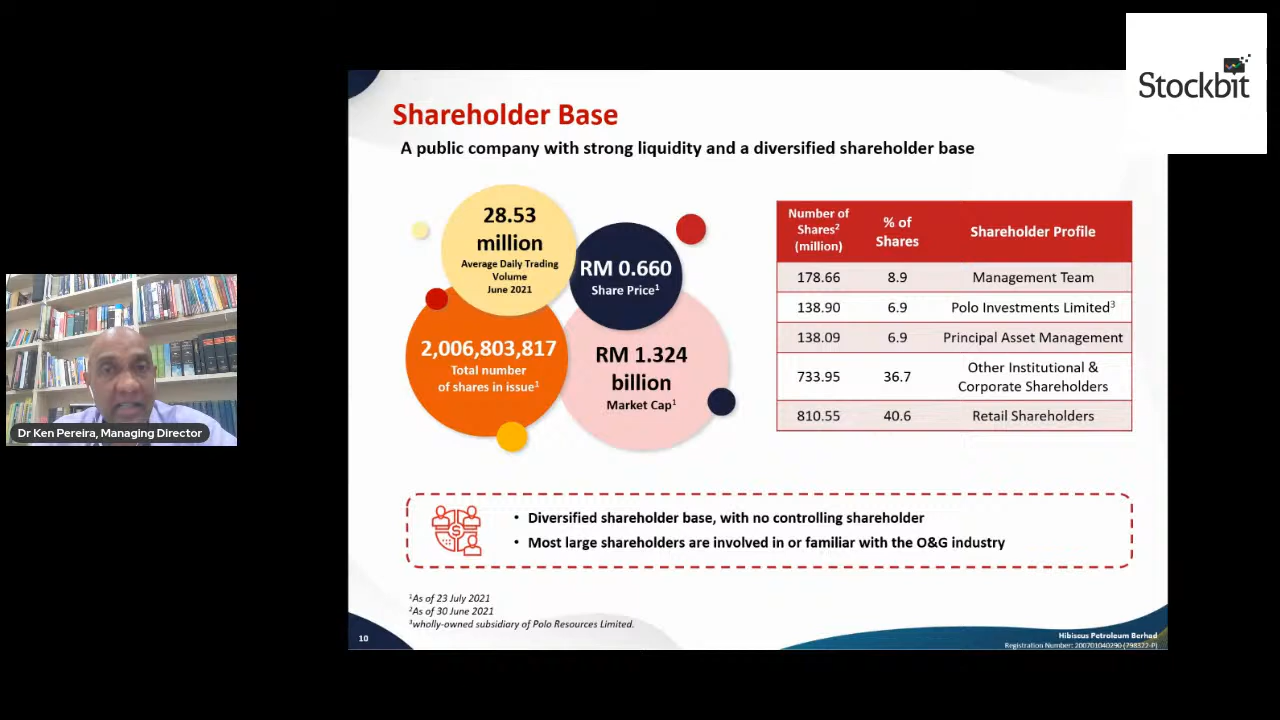 Stockbit
Shareholder Base
A public company with strong liquidity and a diversified shareholder base
28.53
million
Average Daily Trading
Volume
June 2021
RM 0.660
Share Price¹
2,006,803,817
Total number
of shares in issue¹
RM 1.324
billion
Market Cap¹
Number of
Shares²
(million)
% of
Shares
Shareholder Profile
178.66 8.9 Management Team
138.90 6.9 Polo Investments Limited³
138.09 6.9 Principal Asset Management
733.95 36.7 Other Institutional &
Corporate Shareholders
810.55 40.6 Retail Shareholders
Dr Ken Pereira, Managing Director
• Diversified shareholder base, with no controlling shareholder
• Most large shareholders are involved in or familiar with the O&G industry
¹As of 23 July 2021
²As of 30 June 2021
³wholly-owned subsidiary of Polo Resources Limited.
10
Hibiscus Petroleum Berhad
Registration Number: 200701040290 (798322-P)